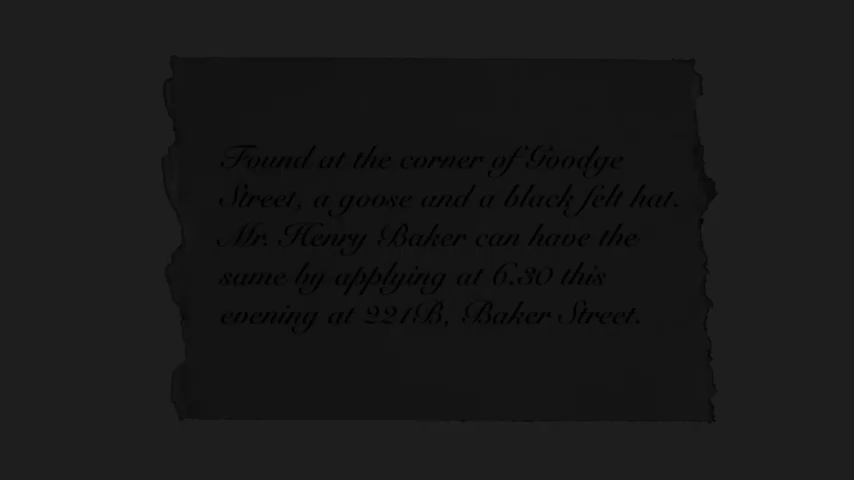 Found at the corner of Goodge
Street, a goose and a black felt hat.
Mr. Henry Baker can have the
same by applying at 6.30 this
evening at 221B, Baker Street.